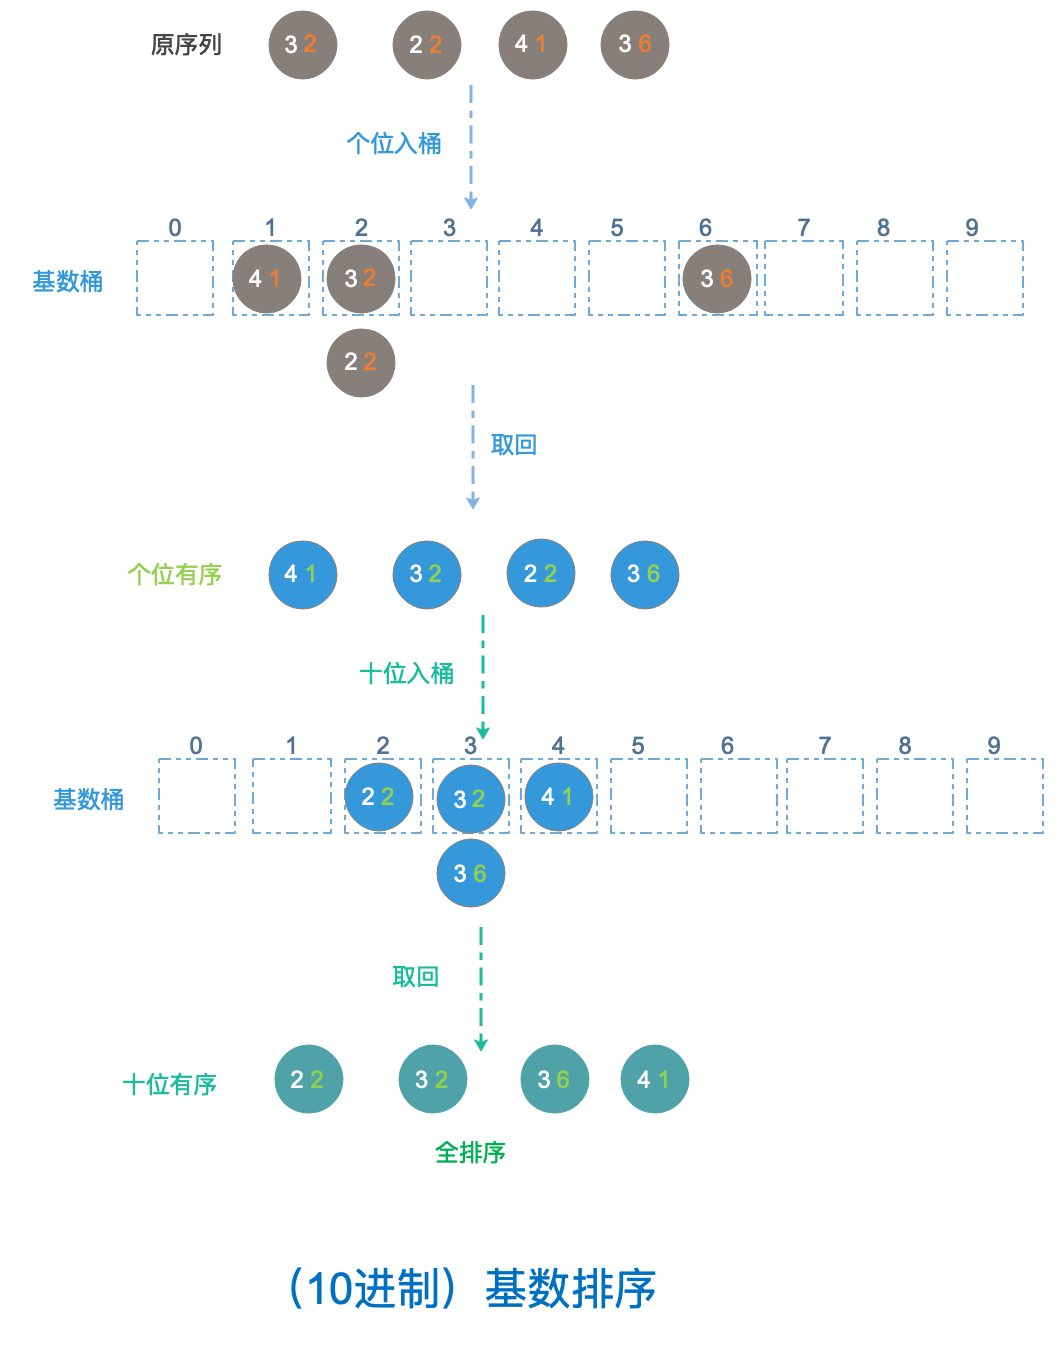 原序列 32 22 41 36
个位入桶
0 1 2 3 4 5 6 7 8 9
基数桶 41 32 36
22
取回
个位有序 41 32 22 36
十位入桶
0 1 2 3 4 5 6 7 8 9
基数桶 22 32 41
36
取回
十位有序 22 32 36 41
全排序
（10进制）基数排序